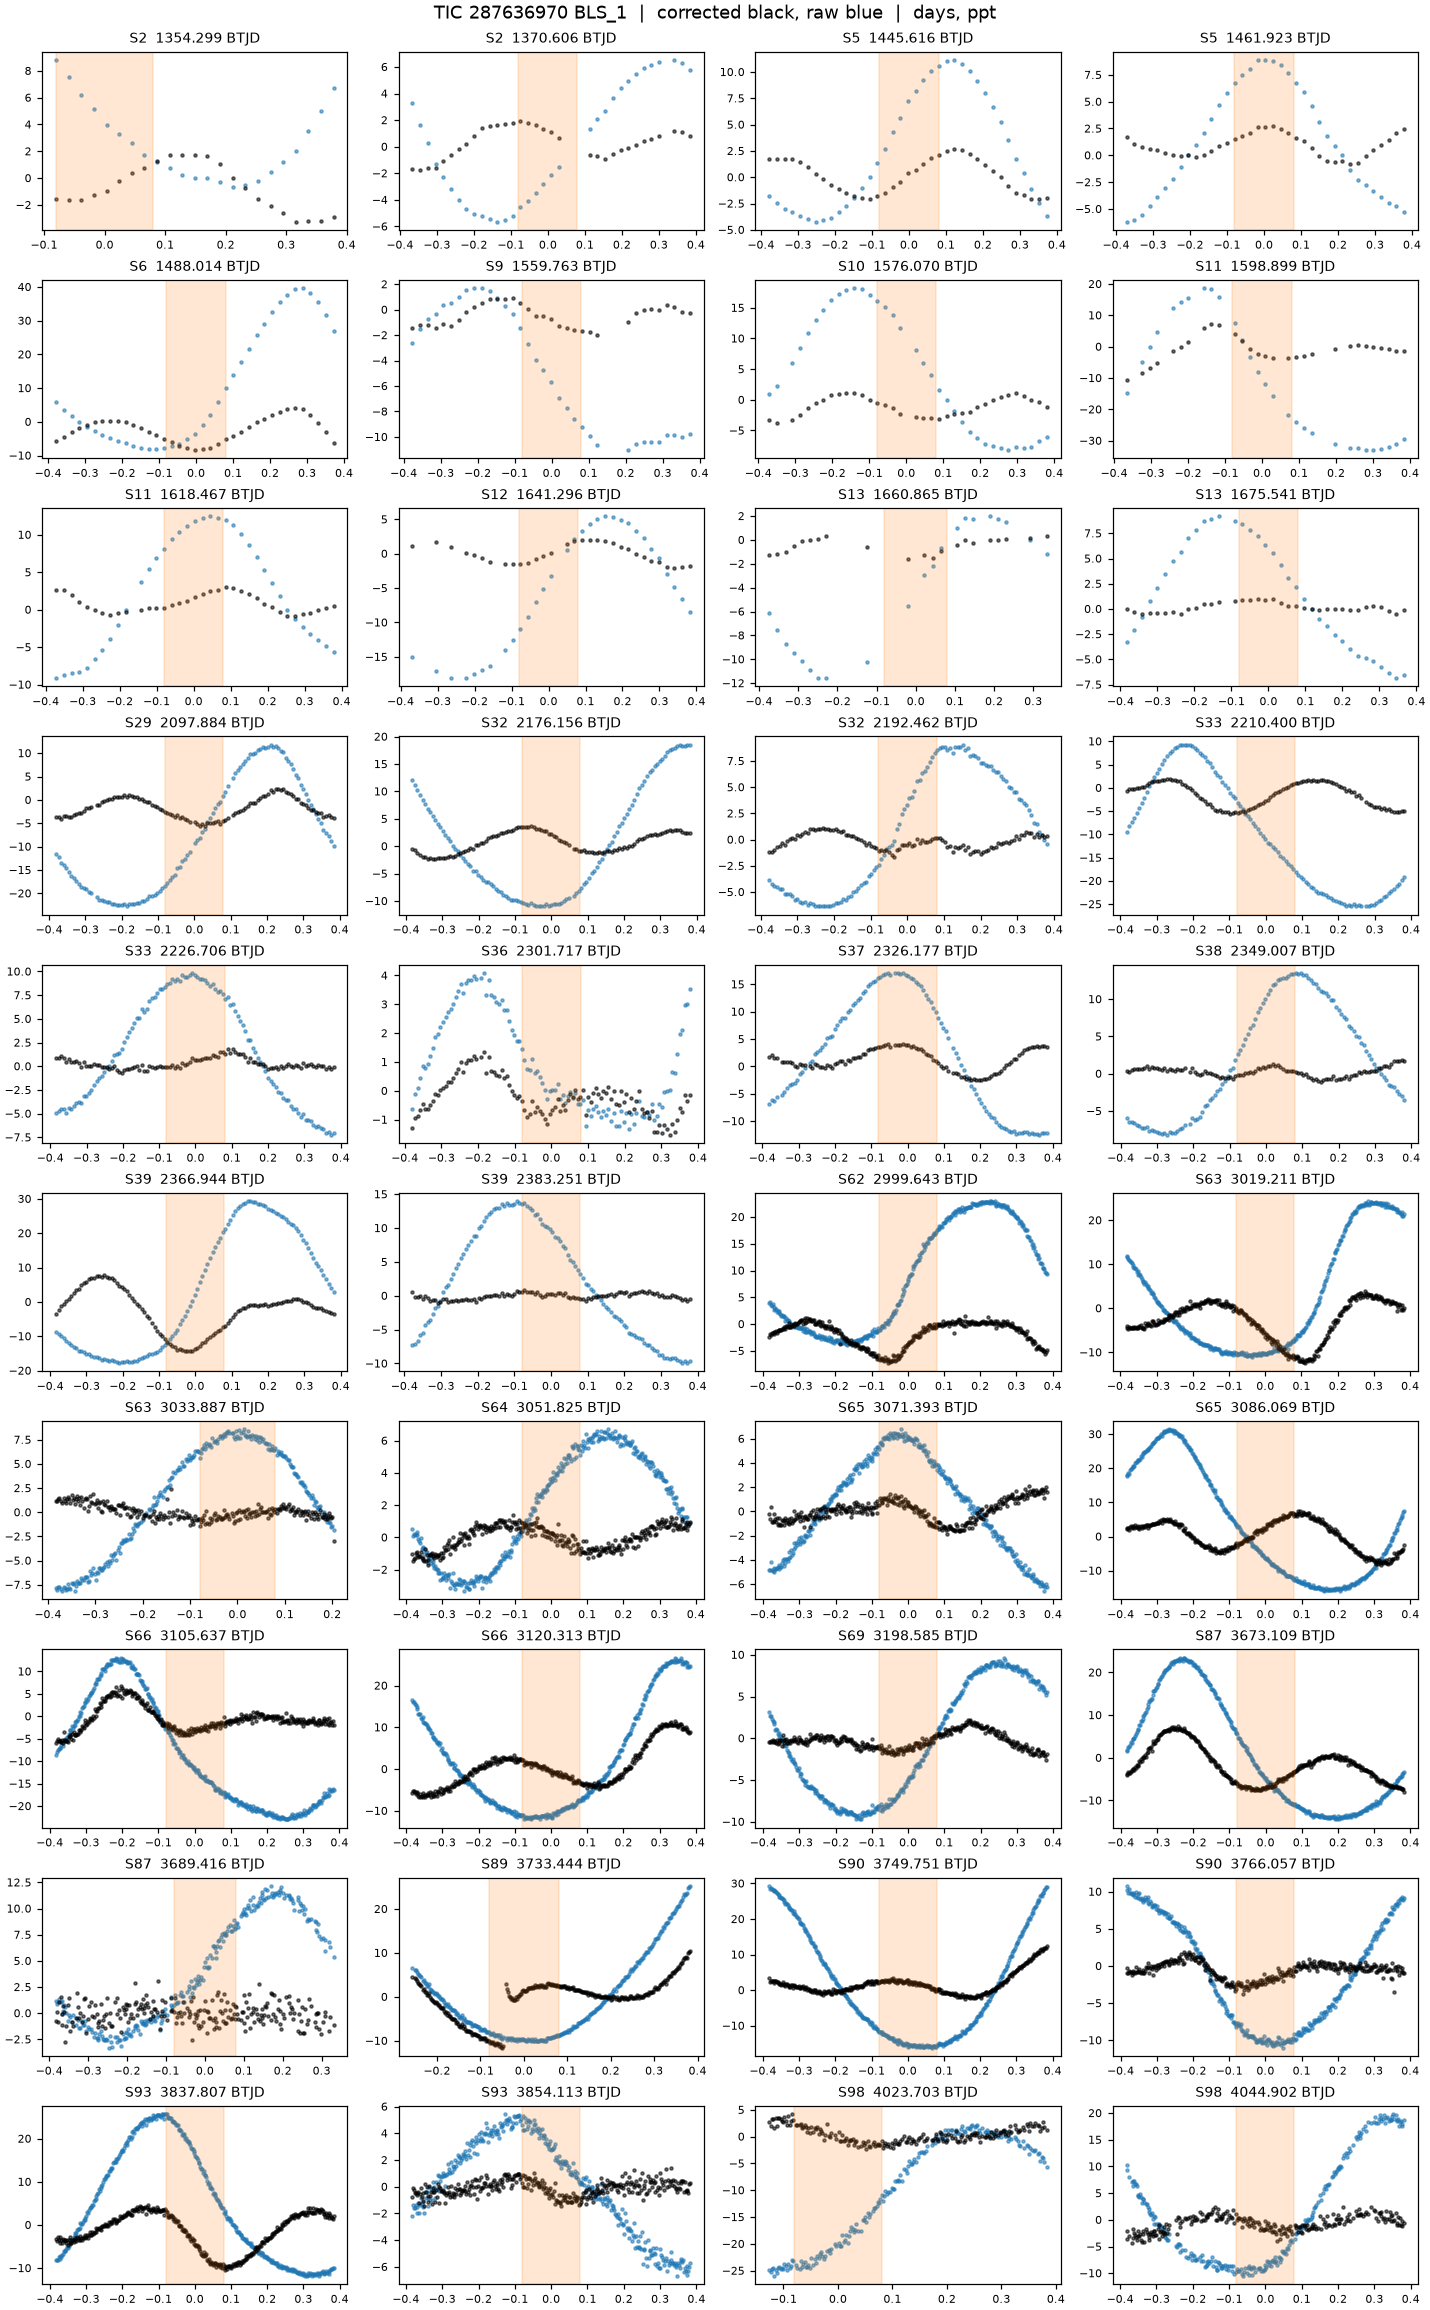 TIC 287636970 BLS_1 | corrected black, raw blue | days, ppt
S2 1354.299 BTJD
S2 1370.606 BTJD
S5 1445.616 BTJD
S5 1461.923 BTJD
S6 1488.014 BTJD
S9 1559.763 BTJD
S10 1576.070 BTJD
S11 1598.899 BTJD
S11 1618.467 BTJD
S12 1641.296 BTJD
S13 1660.865 BTJD
S13 1675.541 BTJD
S29 2097.884 BTJD
S32 2176.156 BTJD
S32 2192.462 BTJD
S33 2210.400 BTJD
S33 2226.706 BTJD
S36 2301.717 BTJD
S37 2326.177 BTJD
S38 2349.007 BTJD
S39 2366.944 BTJD
S39 2383.251 BTJD
S62 2999.643 BTJD
S63 3019.211 BTJD
S63 3033.887 BTJD
S64 3051.825 BTJD
S65 3071.393 BTJD
S65 3086.069 BTJD
S66 3105.637 BTJD
S66 3120.313 BTJD
S69 3198.585 BTJD
S87 3673.109 BTJD
S87 3689.416 BTJD
S89 3733.444 BTJD
S90 3749.751 BTJD
S90 3766.057 BTJD
S93 3837.807 BTJD
S93 3854.113 BTJD
S98 4023.703 BTJD
S98 4044.902 BTJD